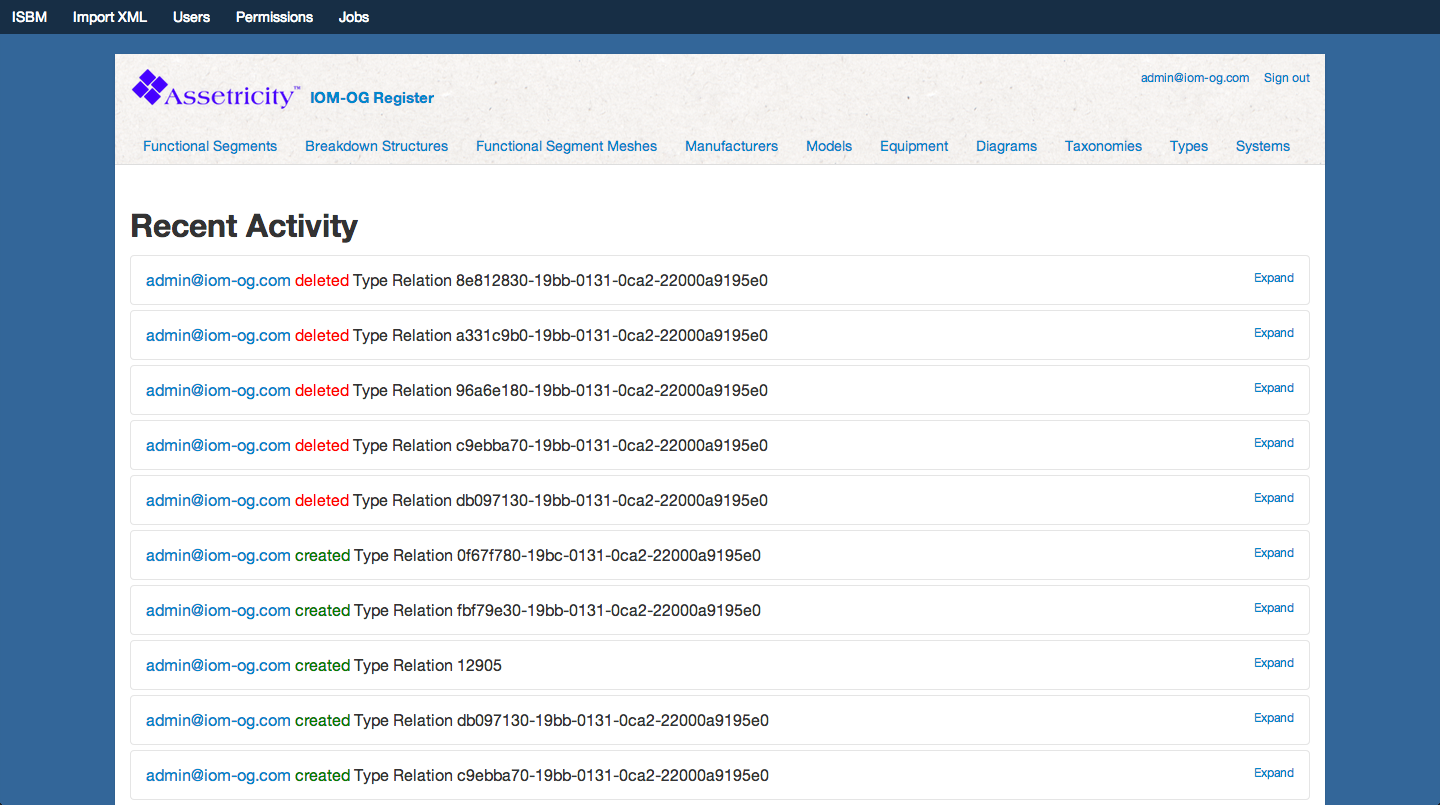 ISBM Import XML Users Permissions Jobs
Assetricity™ IOM-OG Register admin@iom-og.com Sign out
Functional Segments Breakdown Structures Functional Segment Meshes Manufacturers Models Equipment Diagrams Taxonomies Types Systems
Recent Activity
admin@iom-og.com deleted Type Relation 8e812830-19bb-0131-0ca2-22000a9195e0 Expand
admin@iom-og.com deleted Type Relation a331c9b0-19bb-0131-0ca2-22000a9195e0 Expand
admin@iom-og.com deleted Type Relation 96a6e180-19bb-0131-0ca2-22000a9195e0 Expand
admin@iom-og.com deleted Type Relation c9ebba70-19bb-0131-0ca2-22000a9195e0 Expand
admin@iom-og.com deleted Type Relation db097130-19bb-0131-0ca2-22000a9195e0 Expand
admin@iom-og.com created Type Relation 0f67f780-19bc-0131-0ca2-22000a9195e0 Expand
admin@iom-og.com created Type Relation fbf79e30-19bb-0131-0ca2-22000a9195e0 Expand
admin@iom-og.com created Type Relation 12905 Expand
admin@iom-og.com created Type Relation db097130-19bb-0131-0ca2-22000a9195e0 Expand
admin@iom-og.com created Type Relation c9ebba70-19bb-0131-0ca2-22000a9195e0 Expand